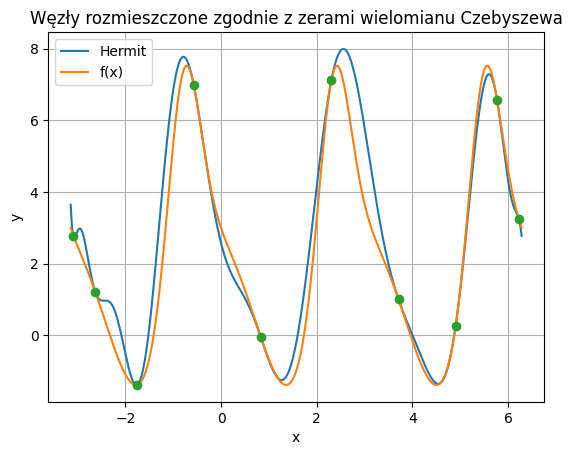 Węzły rozmieszczone zgodnie z zerami wielomianu Czebyszewa
Hermit
f(x)
8
6
4
2
0
y
−2
0
2
4
6
x